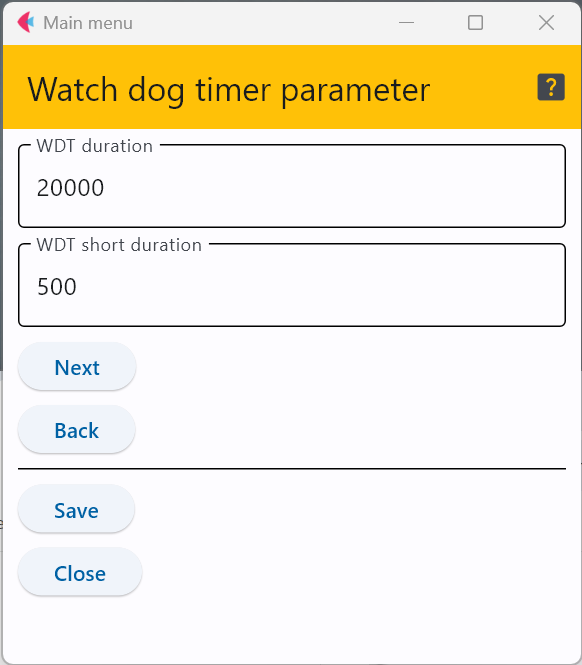 Main menu
Watch dog timer parameter
?
WDT duration
20000
WDT short duration
500
Next
Back
Save
Close